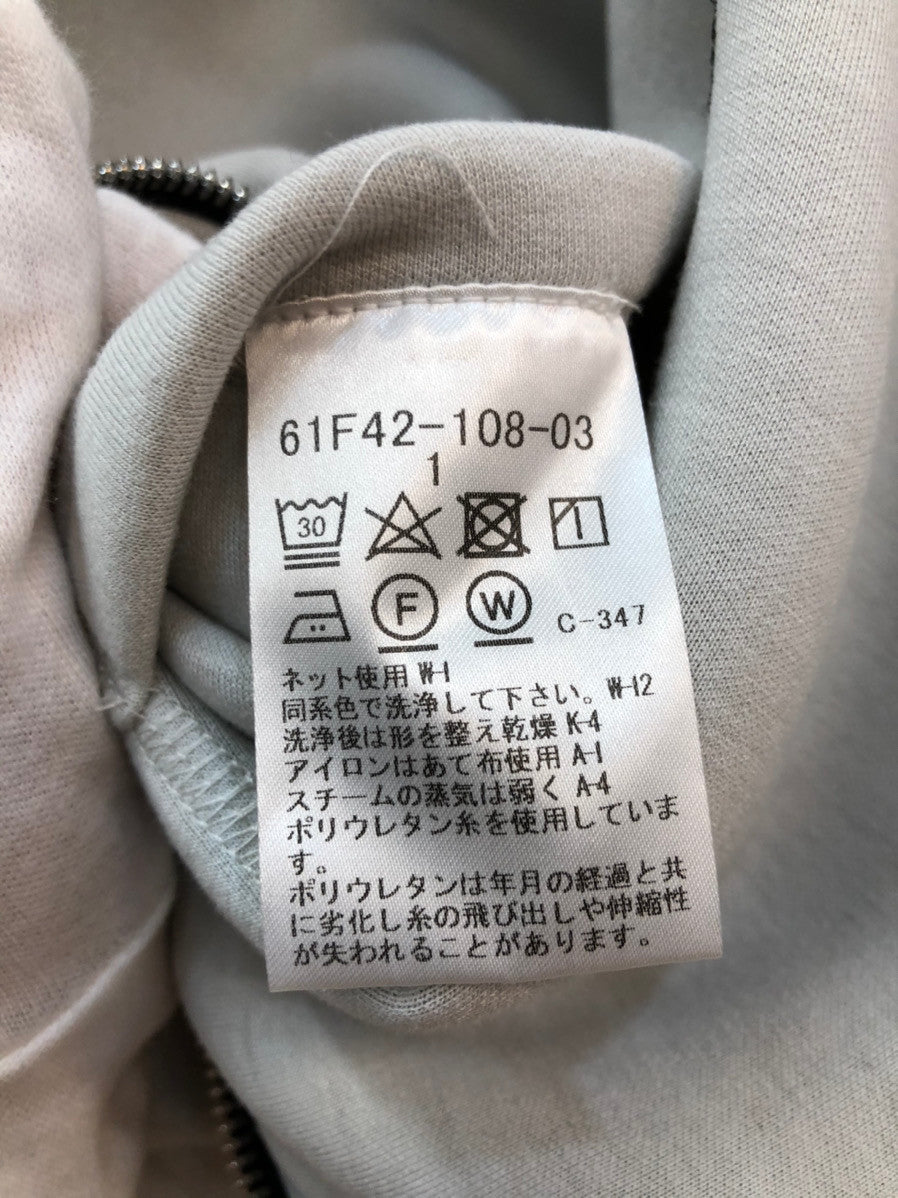 61F42-108-03
1
30
F W C-347
ネット使用 W-1
同系色で洗浄して下さい。W-12
洗浄後は形を整え乾燥 K-4
アイロンはあて布使用 A-1
スチームの蒸気は弱く A-4
ポリウレタン糸を使用していま
す。
ポリウレタンは年月の経過と共
に劣化し糸の飛び出しや伸縮性
が失われることがあります。